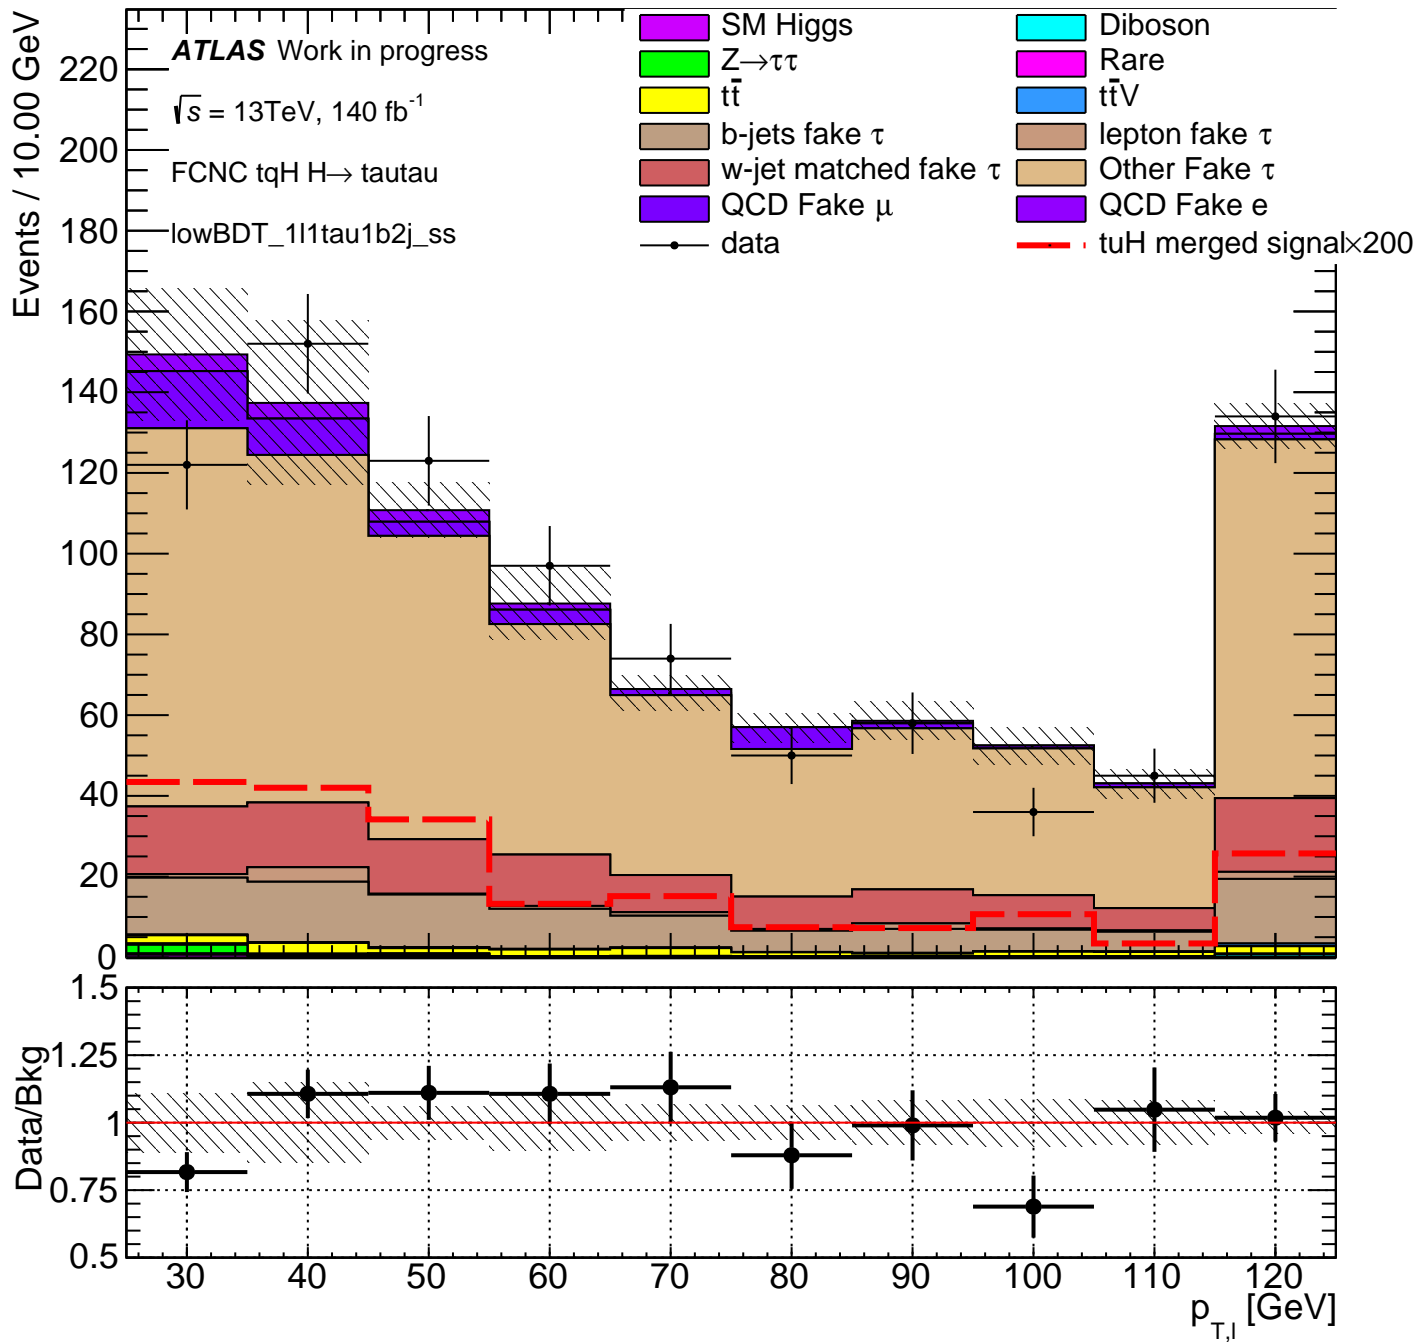 Events / 10.00 GeV
220
200
180
160
140
120
100
80
60
40
20
0
ATLAS Work in progress
√s = 13TeV, 140 fb⁻¹
FCNC tqH H→ tautau
lowBDT_1l1tau1b2j_ss
SM Higgs
Z→ττ
tt̄
b-jets fake τ
w-jet matched fake τ
QCD Fake μ
data
Diboson
Rare
tt̄V
lepton fake τ
Other Fake τ
QCD Fake e
tuH merged signal×200
Data/Bkg
1.5
1.25
1
0.75
0.5
30 40 50 60 70 80 90 100 110 120
p_T,l [GeV]